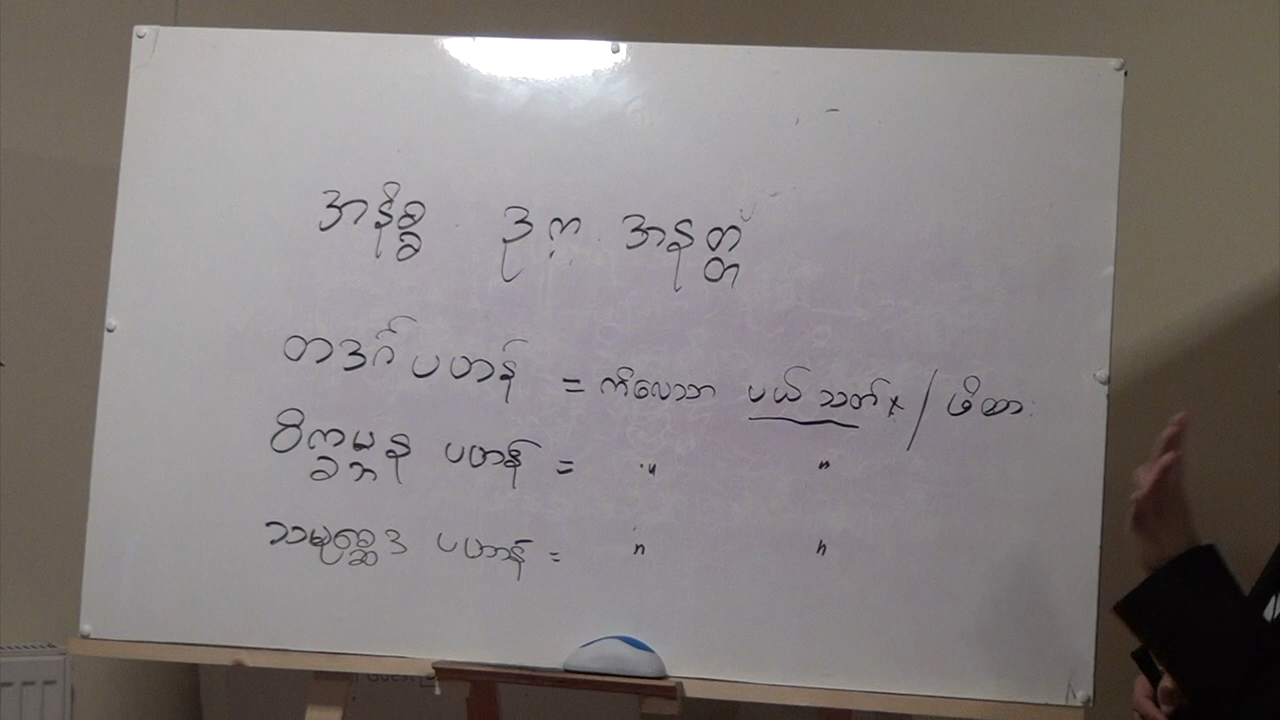 အနိစ္စ ဒုက္ခ အနတ္တ
တဒင်္ဂ ပဟန် = ကိလေသာ ပယ် သတ် x / ဖိထား
ဝိက္ခမ္ဘန ပဟန် = " "
သမုစ္ဆေဒ ပဟာန် = " "